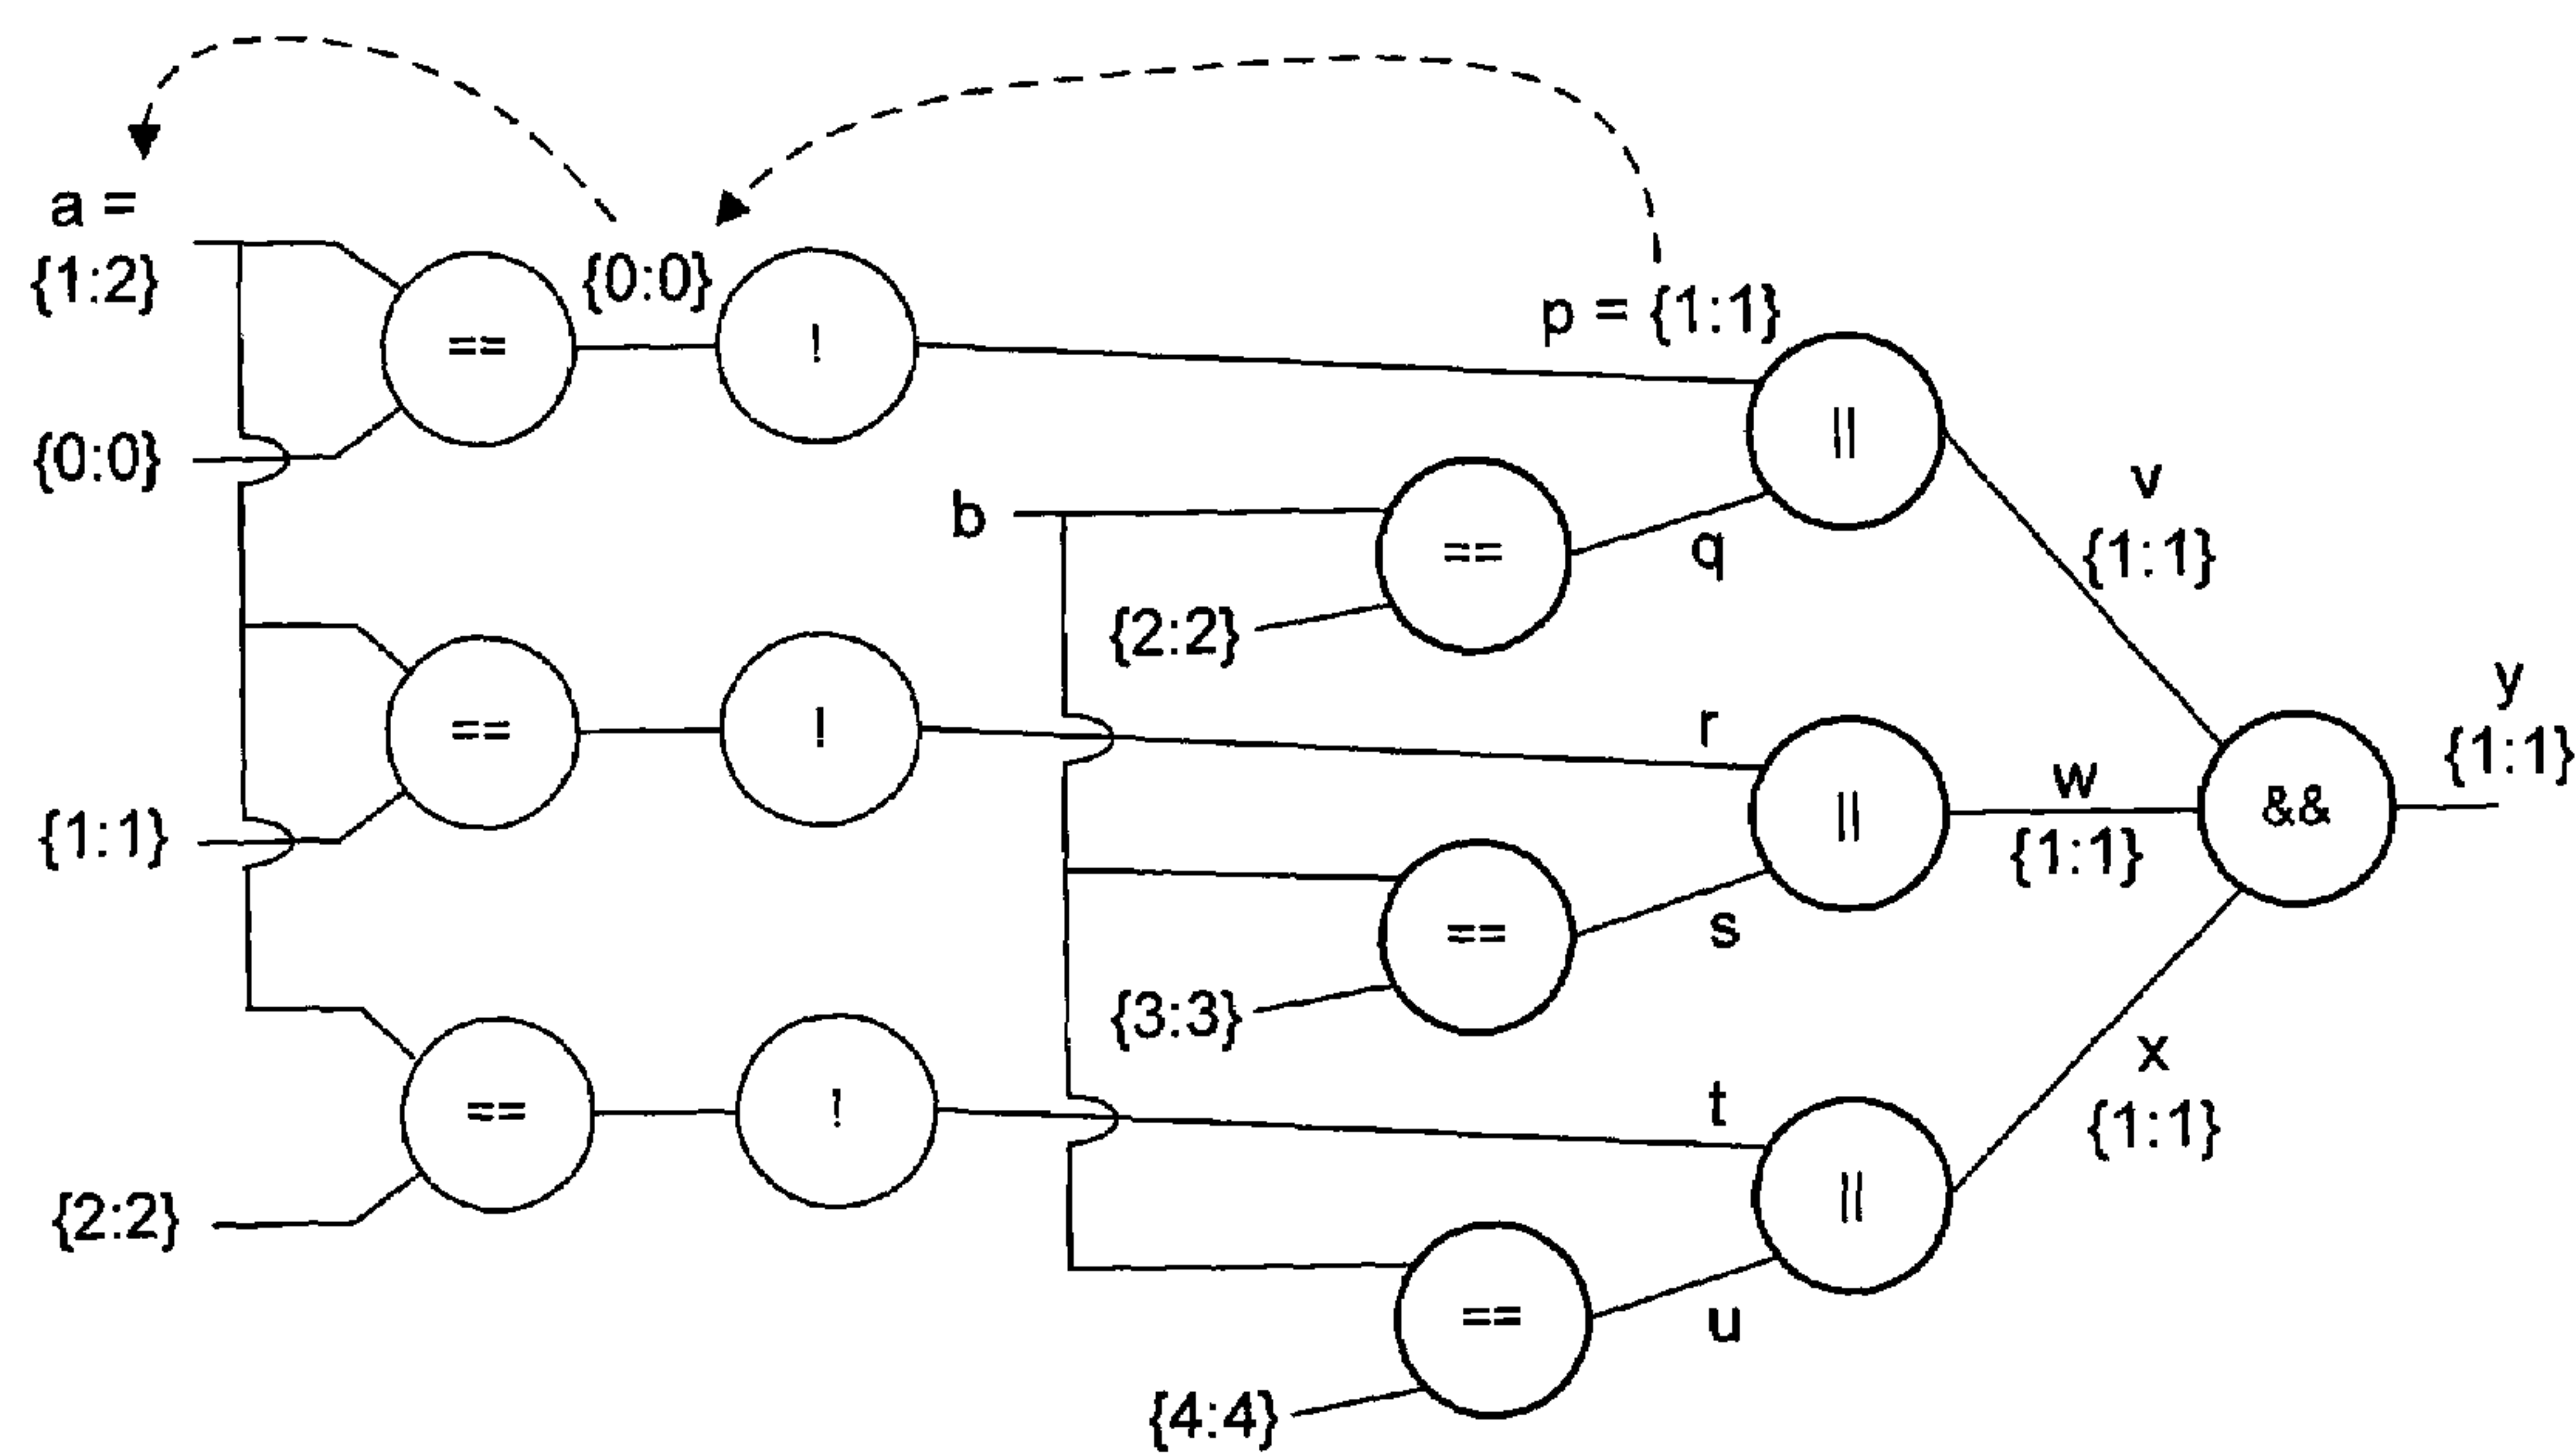 a =
{1:2}
{0:0}
==
{0:0}
!
p = {1:1}
||
b
==
q
{2:2}
v
{1:1}
==
!
{1:1}
r
||
w
{1:1}
==
s
{3:3}
&&
y
{1:1}
==
!
{2:2}
t
||
x
{1:1}
==
u
{4:4}